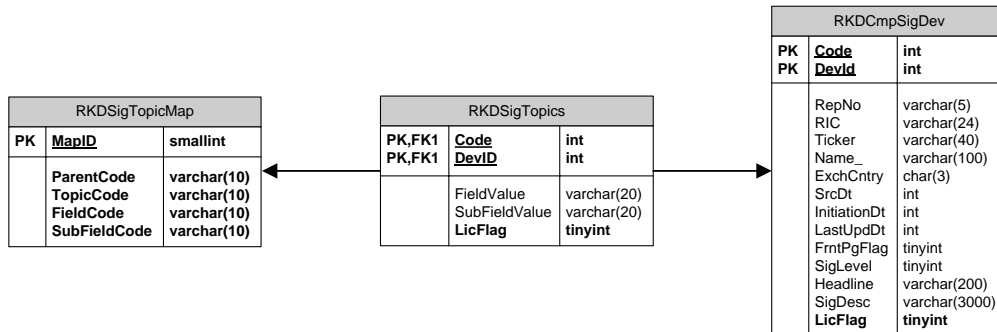 RKDSigTopicMap
PK MapID smallint
ParentCode varchar(10)
TopicCode varchar(10)
FieldCode varchar(10)
SubFieldCode varchar(10)
RKDSigTopics
PK,FK1 Code int
PK,FK1 DevID int
FieldValue varchar(20)
SubFieldValue varchar(20)
LicFlag tinyint
RKDCmpSigDev
PK Code int
PK DevId int
RepNo varchar(5)
RIC varchar(24)
Ticker varchar(40)
Name_ varchar(100)
ExchCntry char(3)
SrcDt int
InitiationDt int
LastUpdDt int
FrntPgFlag tinyint
SigLevel tinyint
Headline varchar(200)
SigDesc varchar(3000)
LicFlag tinyint